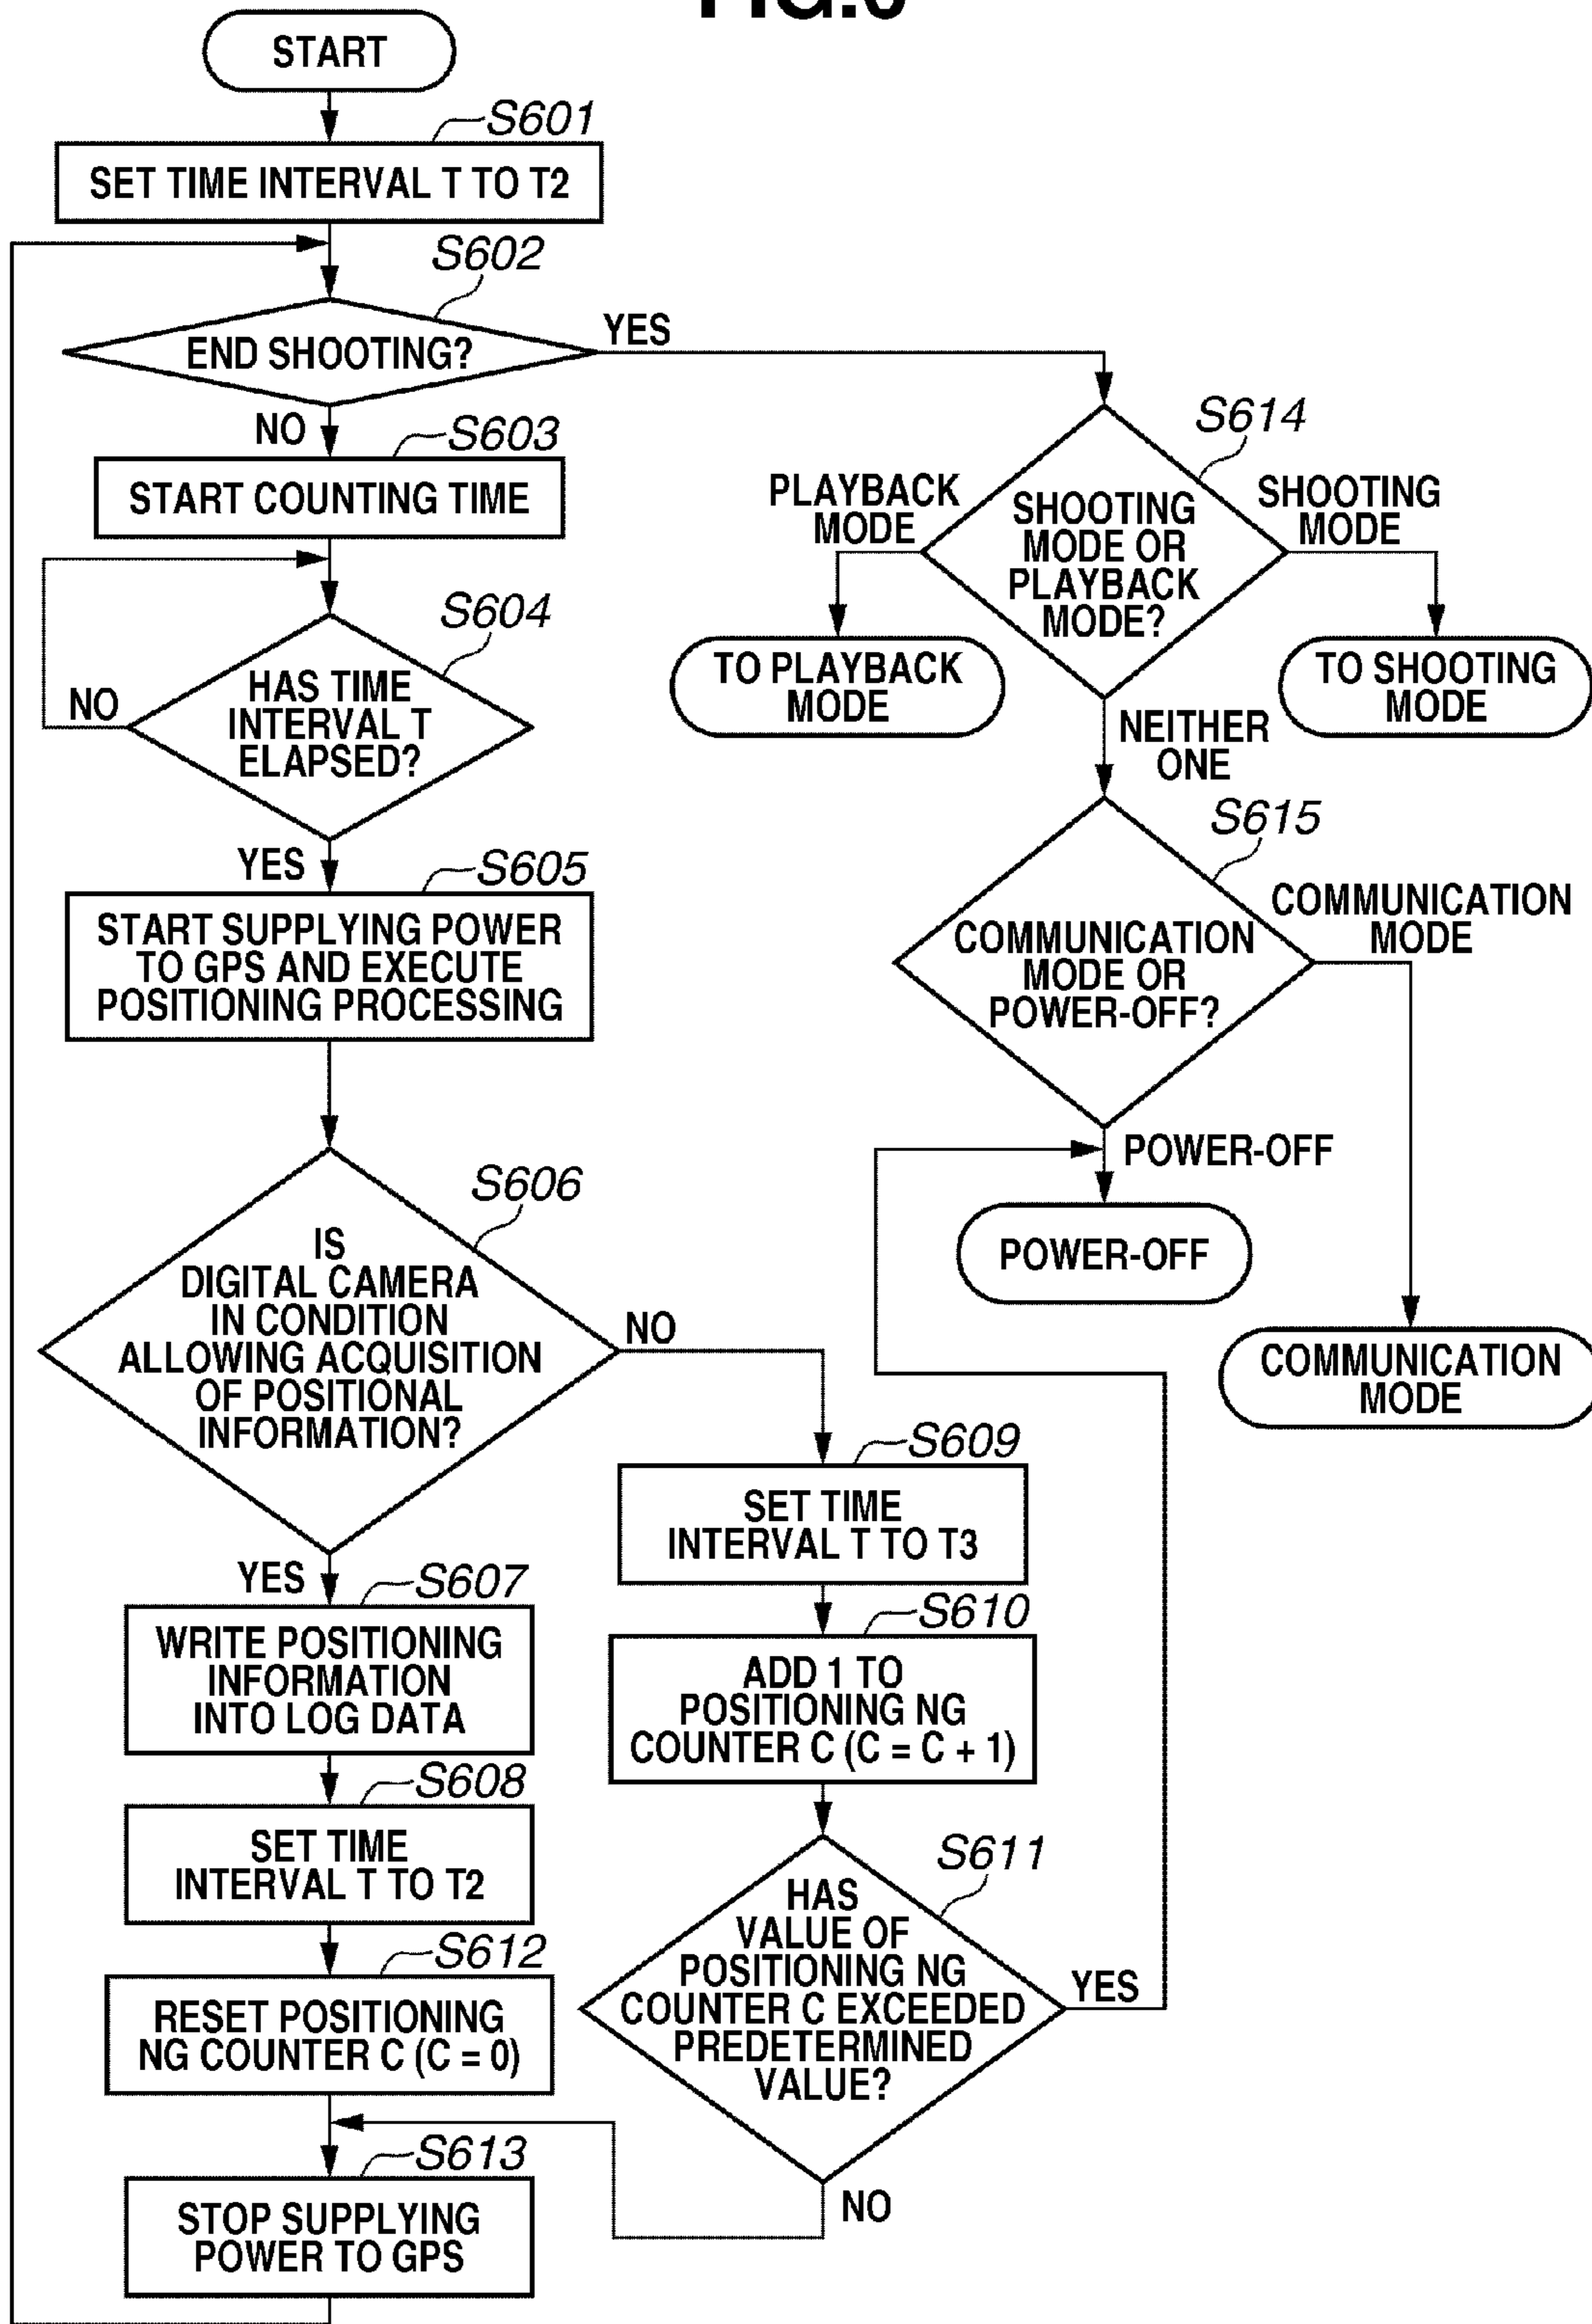 START
S601
SET TIME INTERVAL T TO T2
S602
END SHOOTING?
YES
NO
S603
START COUNTING TIME
S604
HAS TIME
INTERVAL T
ELAPSED?
NO
YES
S605
START SUPPLYING POWER
TO GPS AND EXECUTE
POSITIONING PROCESSING
S606
IS
DIGITAL CAMERA
IN CONDITION
ALLOWING ACQUISITION
OF POSITIONAL
INFORMATION?
NO
YES
S607
WRITE POSITIONING
INFORMATION
INTO LOG DATA
S608
SET TIME
INTERVAL T TO T2
S612
RESET POSITIONING
NG COUNTER C (C = 0)
S613
STOP SUPPLYING
POWER TO GPS
S609
SET TIME
INTERVAL T TO T3
S610
ADD 1 TO
POSITIONING NG
COUNTER C (C = C + 1)
S611
HAS
VALUE OF
POSITIONING NG
COUNTER C EXCEEDED
PREDETERMINED
VALUE?
YES
NO
S614
SHOOTING
MODE OR
PLAYBACK
MODE?
PLAYBACK
MODE
SHOOTING
MODE
TO PLAYBACK
MODE
TO SHOOTING
MODE
NEITHER
ONE
S615
COMMUNICATION
MODE OR
POWER-OFF?
COMMUNICATION
MODE
POWER-OFF
POWER-OFF
COMMUNICATION
MODE